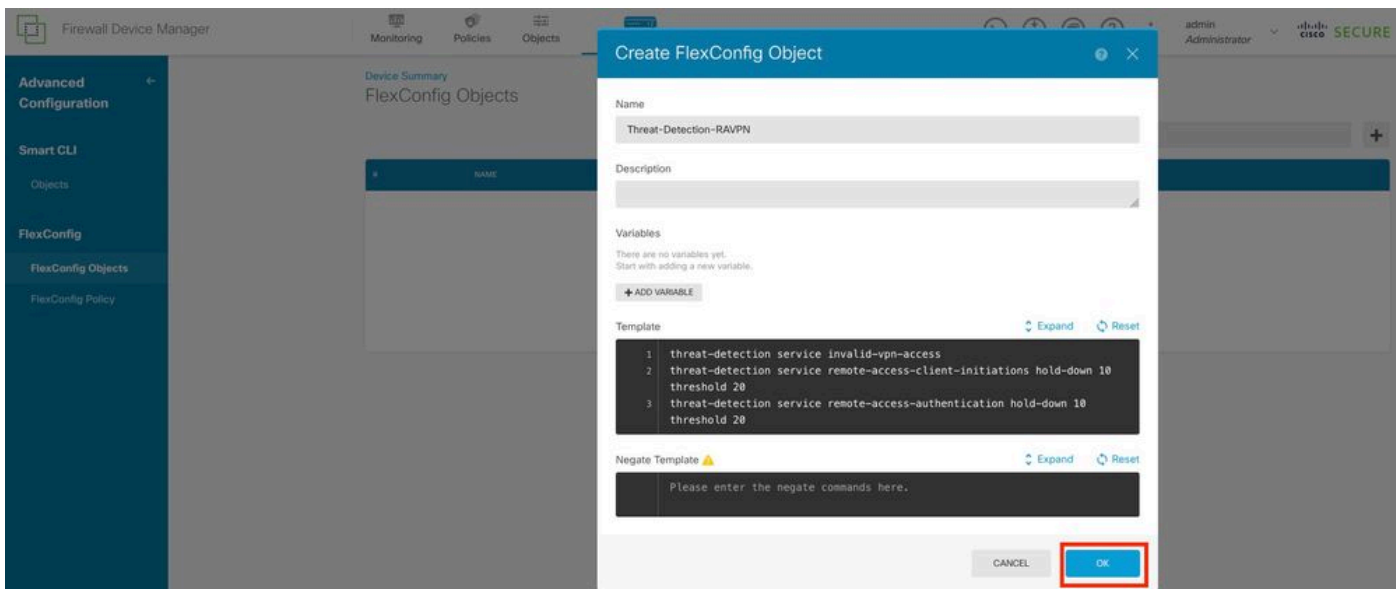 Firewall Device Manager
Monitoring
Policies
Objects
admin
Administrator
cisco SECURE
Advanced
Configuration
Smart CLI
Objects
FlexConfig
FlexConfig Objects
FlexConfig Policy
Device Summary
FlexConfig Objects
#
NAME
Create FlexConfig Object
Name
Threat-Detection-RAVPN
Description
Variables
There are no variables yet.
Start with adding a new variable.
+ ADD VARIABLE
Template
Expand
Reset
1 threat-detection service invalid-vpn-access
2 threat-detection service remote-access-client-initiations hold-down 10
threshold 20
3 threat-detection service remote-access-authentication hold-down 10
threshold 20
Negate Template
Expand
Reset
Please enter the negate commands here.
CANCEL
OK